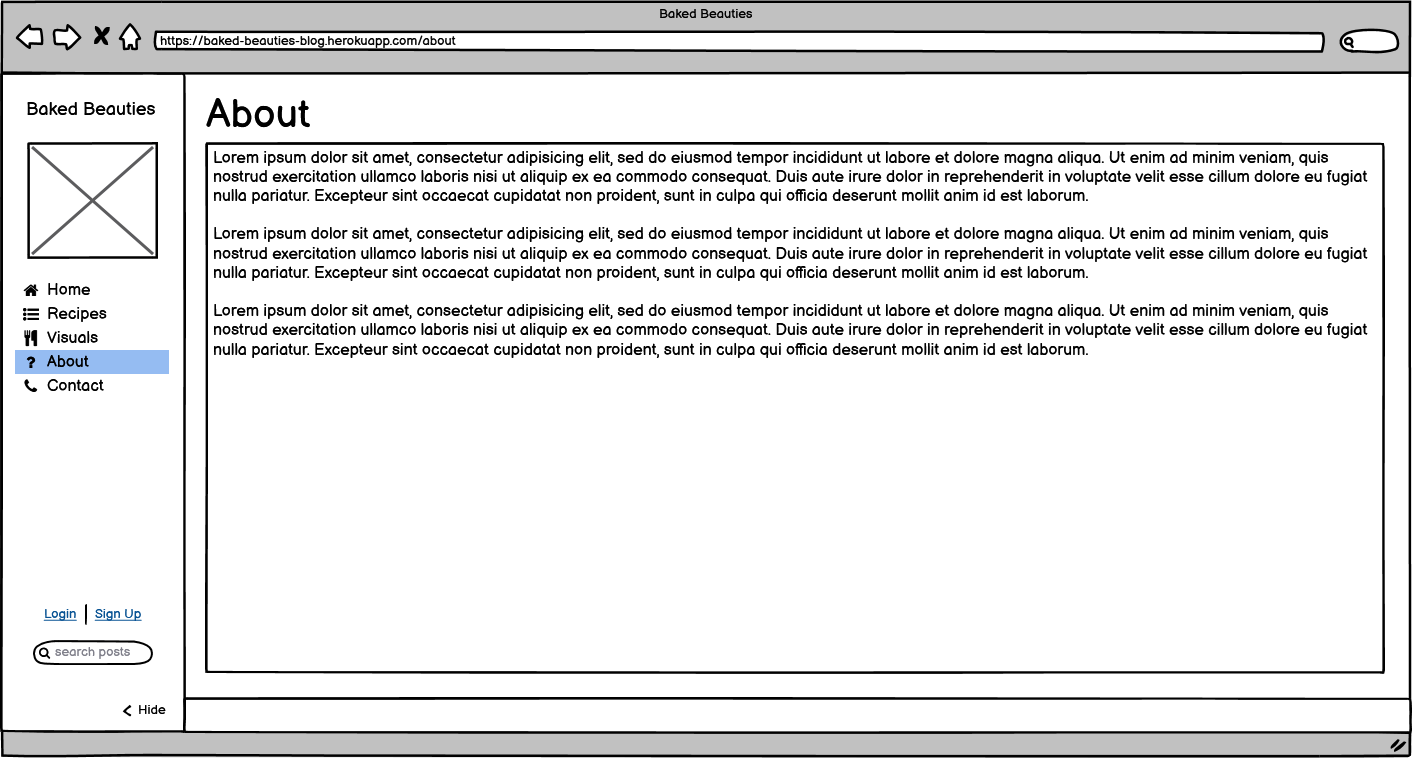 Baked Beauties
https://baked-beauties-blog.herokuapp.com/about
Baked Beauties
Home
Recipes
Visuals
? About
Contact
Login | Sign Up
search posts
Hide
About
Lorem ipsum dolor sit amet, consectetur adipisicing elit, sed do eiusmod tempor incididunt ut labore et dolore magna aliqua. Ut enim ad minim veniam, quis
nostrud exercitation ullamco laboris nisi ut aliquip ex ea commodo consequat. Duis aute irure dolor in reprehenderit in voluptate velit esse cillum dolore eu fugiat
nulla pariatur. Excepteur sint occaecat cupidatat non proident, sunt in culpa qui officia deserunt mollit anim id est laborum.
Lorem ipsum dolor sit amet, consectetur adipisicing elit, sed do eiusmod tempor incididunt ut labore et dolore magna aliqua. Ut enim ad minim veniam, quis
nostrud exercitation ullamco laboris nisi ut aliquip ex ea commodo consequat. Duis aute irure dolor in reprehenderit in voluptate velit esse cillum dolore eu fugiat
nulla pariatur. Excepteur sint occaecat cupidatat non proident, sunt in culpa qui officia deserunt mollit anim id est laborum.
Lorem ipsum dolor sit amet, consectetur adipisicing elit, sed do eiusmod tempor incididunt ut labore et dolore magna aliqua. Ut enim ad minim veniam, quis
nostrud exercitation ullamco laboris nisi ut aliquip ex ea commodo consequat. Duis aute irure dolor in reprehenderit in voluptate velit esse cillum dolore eu fugiat
nulla pariatur. Excepteur sint occaecat cupidatat non proident, sunt in culpa qui officia deserunt mollit anim id est laborum.